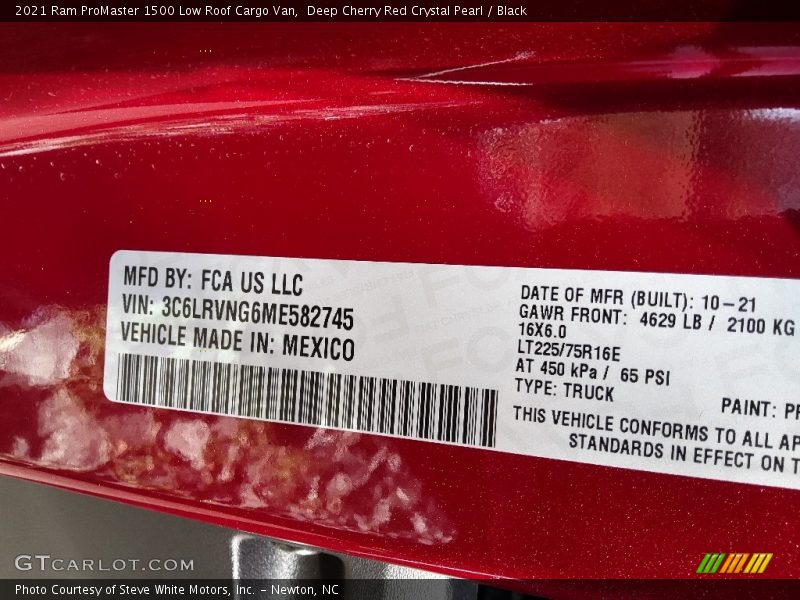 2021 Ram ProMaster 1500 Low Roof Cargo Van,  Deep Cherry Red Crystal Pearl / Black
MFD BY: FCA US LLC
VIN: 3C6LRVNG6ME582745
VEHICLE MADE IN: MEXICO
DATE OF MFR (BUILT): 10-21
GAWR FRONT: 4629 LB / 2100 KG
16X6.0
LT225/75R16E
AT 450 kPa / 65 PSI
TYPE: TRUCK
PAINT: PR
THIS VEHICLE CONFORMS TO ALL AP
STANDARDS IN EFFECT ON T
GTCARLOT.COM
Photo Courtesy of Steve White Motors, Inc. – Newton, NC